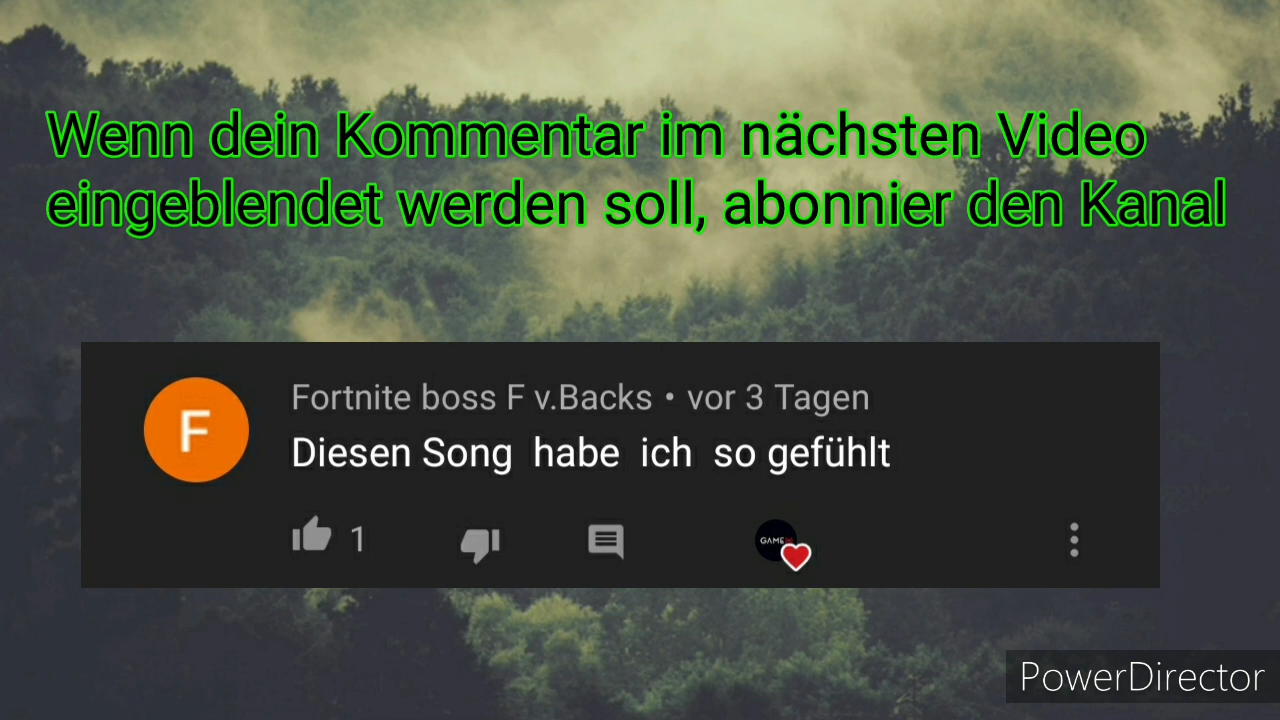 Wenn dein Kommentar im nächsten Video
eingeblendet werden soll, abonnier den Kanal
F
Fortnite boss F v.Backs • vor 3 Tagen
Diesen Song habe ich so gefühlt
1
GAME
PowerDirector